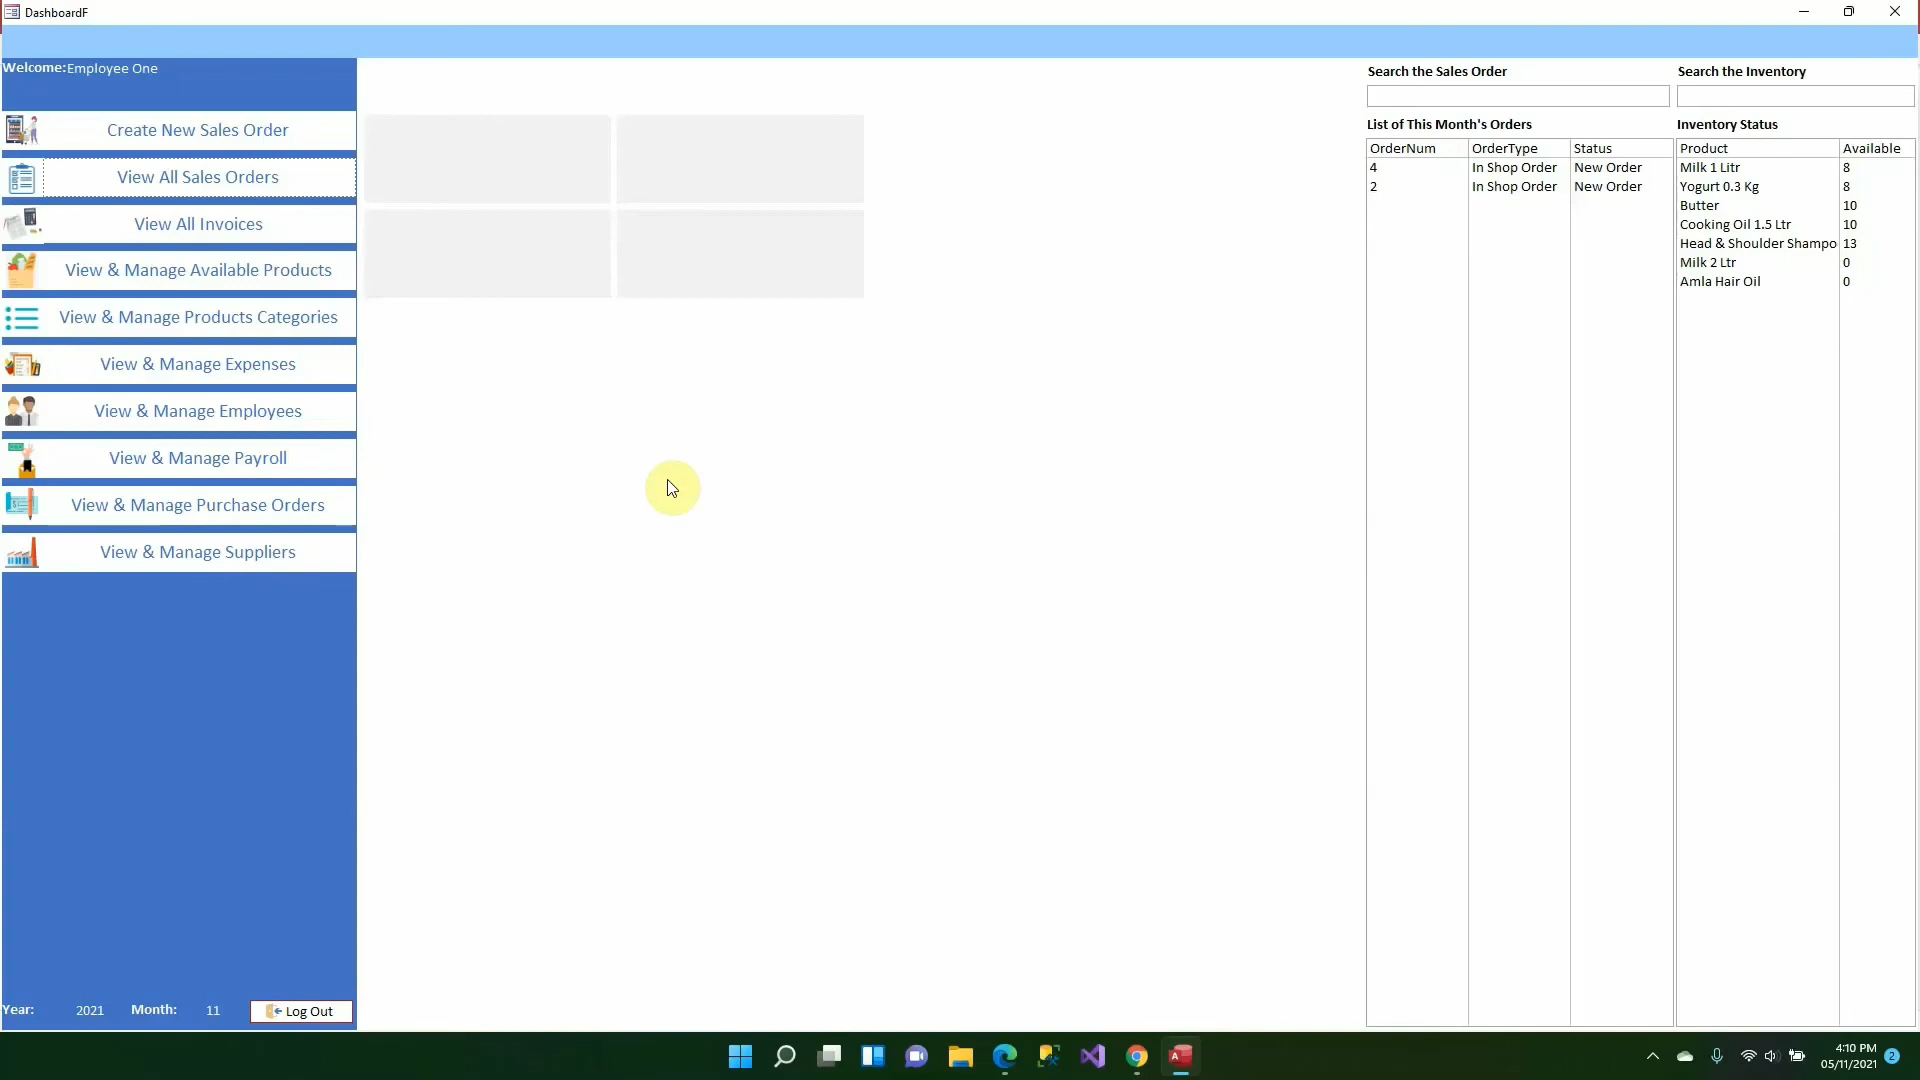 DashboardF
Welcome:Employee One
Create New Sales Order
View All Sales Orders
View All Invoices
View & Manage Available Products
View & Manage Products Categories
View & Manage Expenses
View & Manage Employees
View & Manage Payroll
View & Manage Purchase Orders
View & Manage Suppliers
Year: 2021 Month: 11 Log Out
Search the Sales Order
List of This Month's Orders
OrderNum OrderType Status
4 In Shop Order New Order
2 In Shop Order New Order
Search the Inventory
Inventory Status
Product Available
Milk 1 Litr 8
Yogurt 0.3 Kg 8
Butter 10
Cooking Oil 1.5 Ltr 10
Head & Shoulder Shampo 13
Milk 2 Ltr 0
Amla Hair Oil 0
4:10 PM
05/11/2021
2